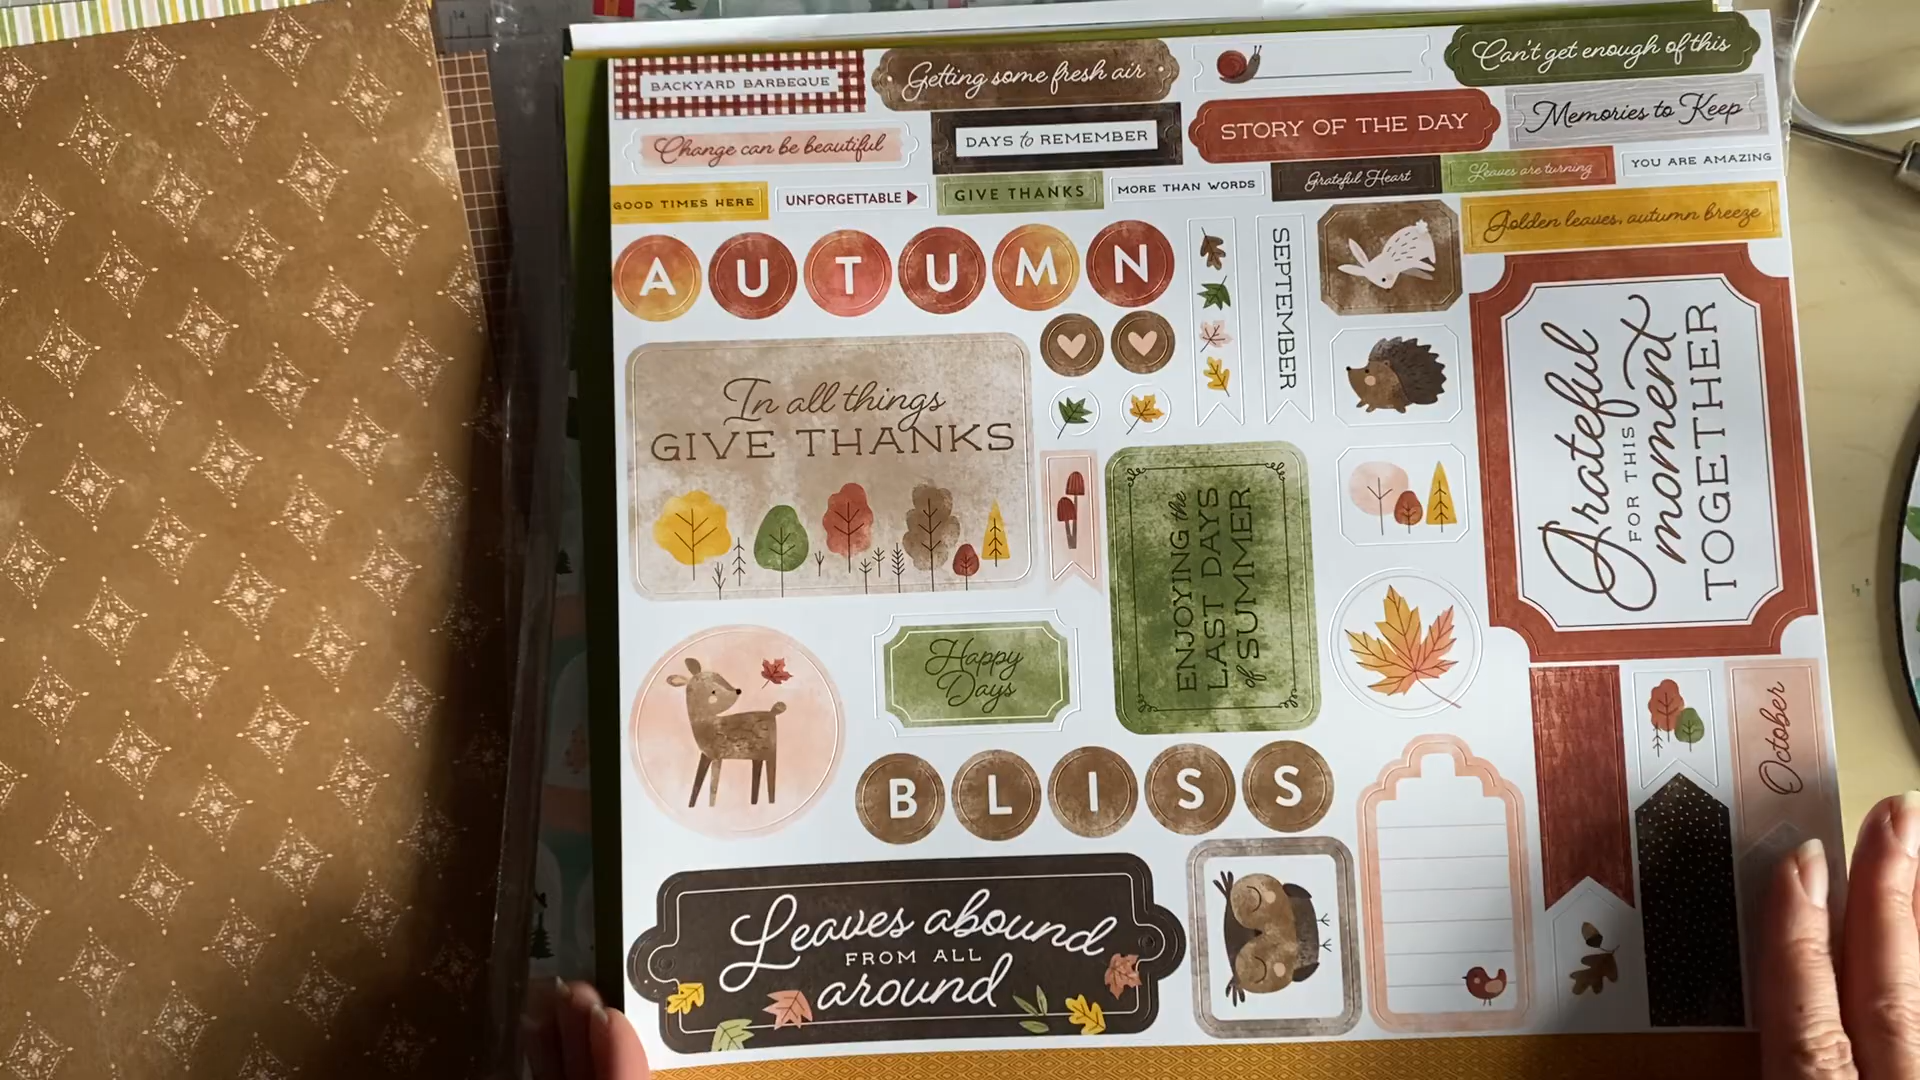 BACKYARD BARBEQUE
Getting some fresh air
Can't get enough of this
Change can be beautiful
DAYS to REMEMBER
STORY OF THE DAY
Memories to Keep
GOOD TIMES HERE
UNFORGETTABLE
GIVE THANKS
MORE THAN WORDS
Grateful Heart
Leaves are turning
YOU ARE AMAZING
Golden leaves, autumn breeze
AUTUMN
SEPTEMBER
In all things
GIVE THANKS
Grateful
FOR THIS
moment
TOGETHER
ENJOYING the
LAST DAYS
of SUMMER
Happy
Days
October
BLISS
Leaves abound
FROM ALL
around